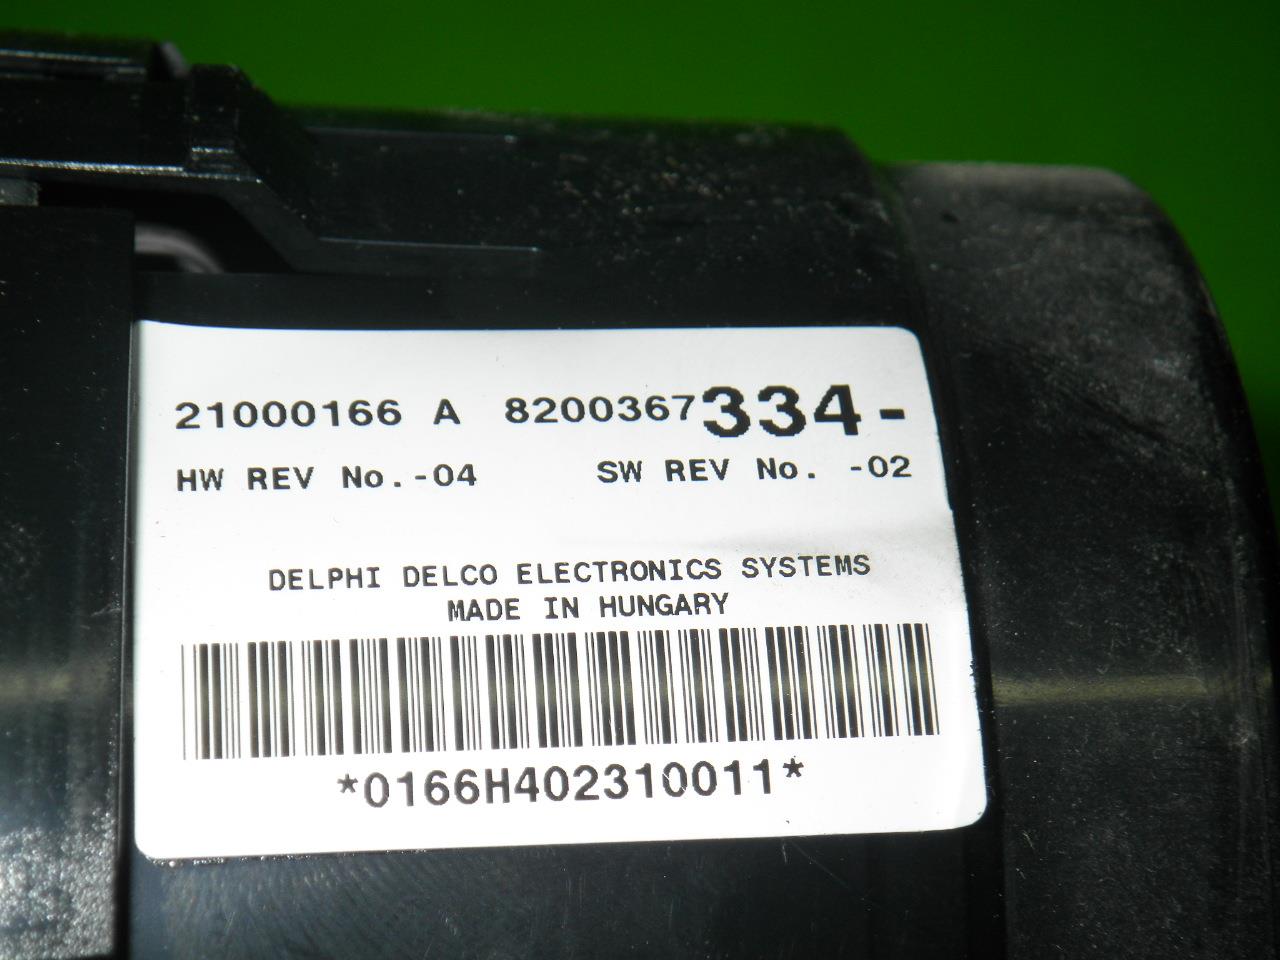 21000166 A 8200367334-
HW REV No.-04 SW REV No. -02
DELPHI DELCO ELECTRONICS SYSTEMS
MADE IN HUNGARY
*0166H402310011*